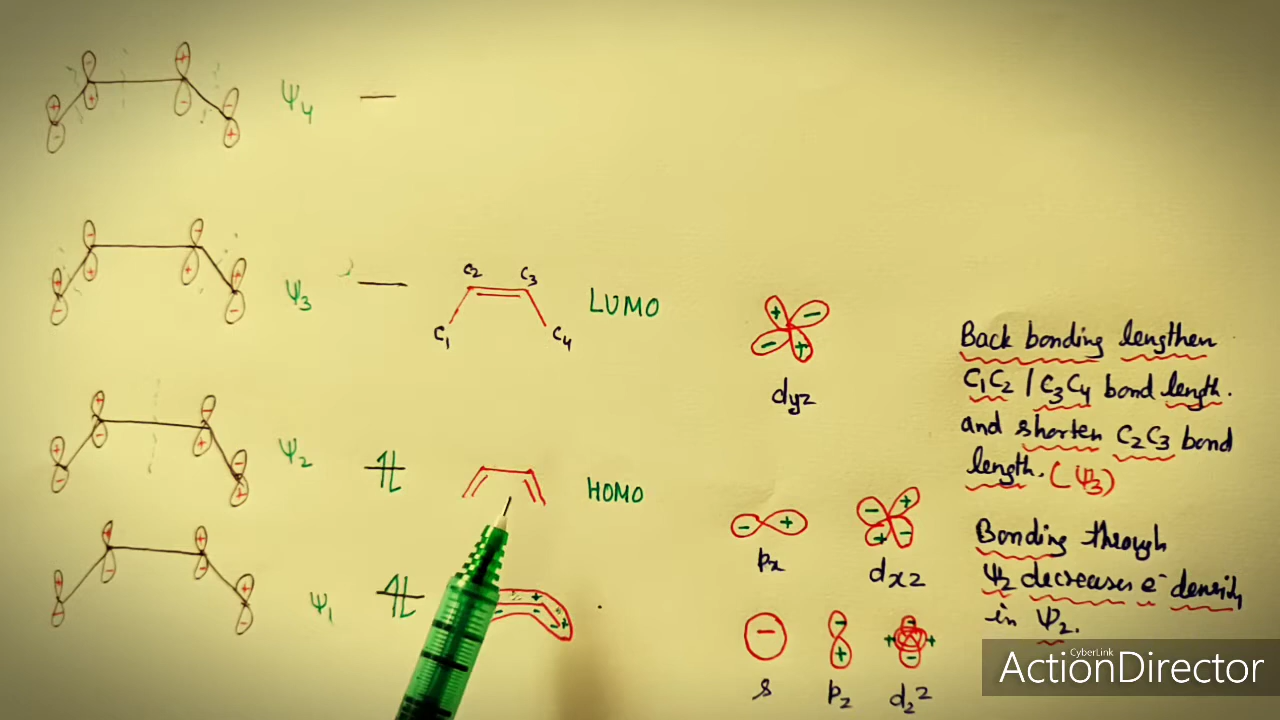 Ψ4
Ψ3
C2
C3
C1
C4
LUMO
Ψ2
HOMO
Ψ1
dyz
px
dxz
s
pz
dz2
Back bonding lengthen
C1C2 / C3C4 bond length.
and shorten C2C3 bond
length. (Ψ3)
Bonding through
Ψ2 decreases e- density
in Ψ2.
CyberLink
ActionDirector